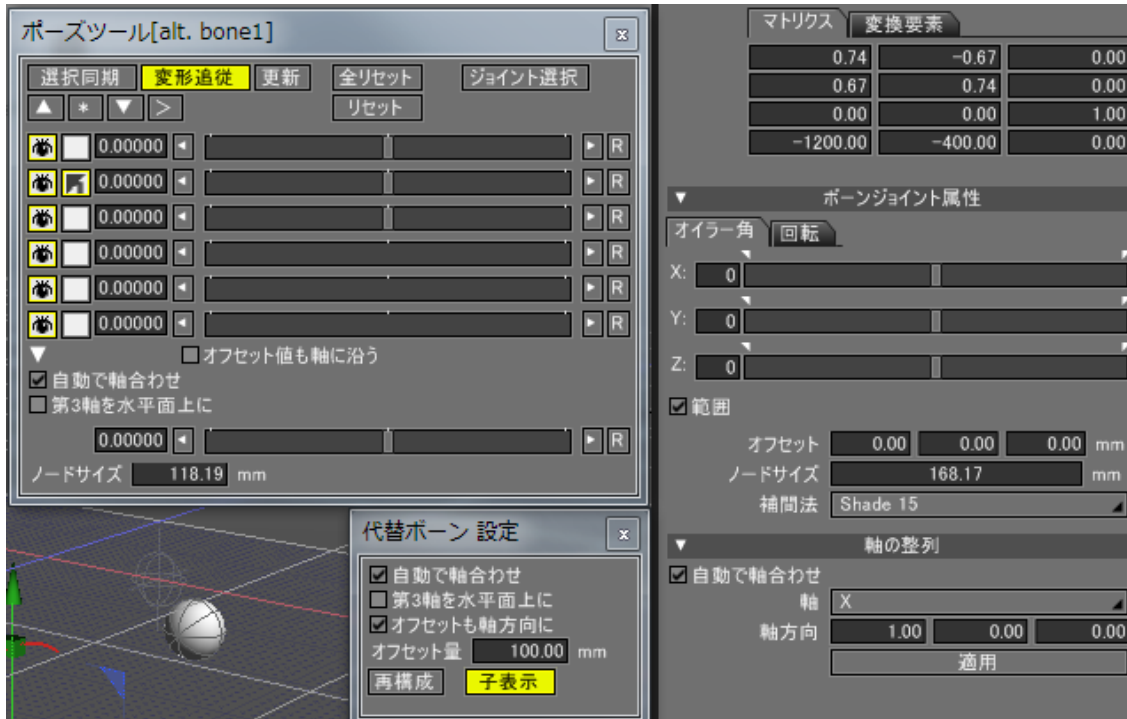 ポーズツール[alt. bone1]
選択同期 変形追従 更新 全リセット ジョイント選択
▲ * ▼ > リセット
0.00000 R
0.00000 R
0.00000 R
0.00000 R
0.00000 R
0.00000 R
▼ オフセット値も軸に沿う
自動で軸合わせ
第3軸を水平面上に
0.00000 R
ノードサイズ 118.19 mm
代替ボーン 設定
自動で軸合わせ
第3軸を水平面上に
オフセットも軸方向に
オフセット量 100.00 mm
再構成 子表示
マトリクス 変換要素
0.74 -0.67 0.00
0.67 0.74 0.00
0.00 0.00 1.00
-1200.00 -400.00 0.00
▼ ボーンジョイント属性
オイラー角 回転
X: 0
Y: 0
Z: 0
範囲
オフセット 0.00 0.00 0.00 mm
ノードサイズ 168.17 mm
補間法 Shade 15
▼ 軸の整列
自動で軸合わせ
軸 X
軸方向 1.00 0.00 0.00
適用